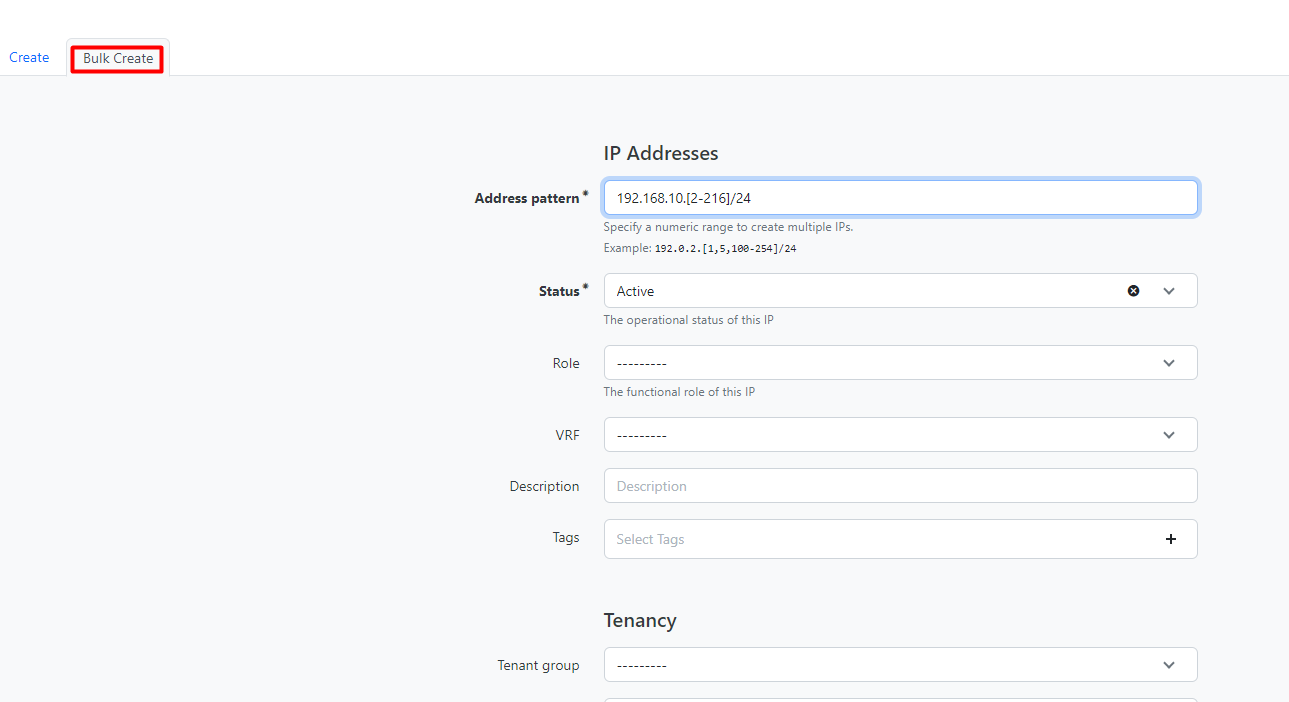 Create
Bulk Create
IP Addresses
Address pattern* 192.168.10.[2-216]/24
Specify a numeric range to create multiple IPs.
Example: 192.0.2.[1,5,100-254]/24
Status* Active
The operational status of this IP
Role ---------
The functional role of this IP
VRF ---------
Description Description
Tags Select Tags
Tenancy
Tenant group ---------